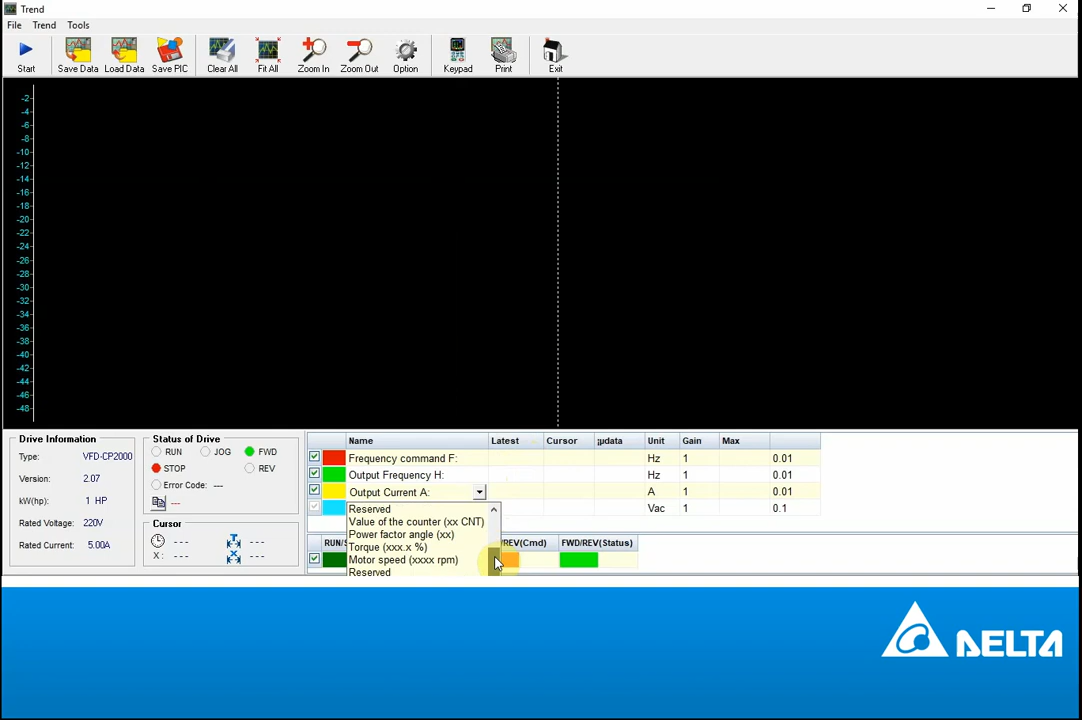 Trend
File Trend Tools
Start Save Data Load Data Save PIC Clear All Fit All Zoom In Zoom Out Option Keypad Print Exit
-2
-4
-6
-8
-10
-12
-14
-16
-18
-20
-22
-24
-26
-28
-30
-32
-34
-36
-38
-40
-42
-44
-46
-48
Drive Information
Type: VFD-CP2000
Version: 2.07
kW(hp): 1 HP
Rated Voltage: 220V
Rated Current: 5.00A
Status of Drive
RUN JOG FWD
STOP REV
Error Code: ---
---
Cursor
--- ---
X : --- ---
Name Latest Cursor µdata Unit Gain Max
Frequency command F: Hz 1 0.01
Output Frequency H: Hz 1 0.01
Output Current A: A 1 0.01
Vac 0.1
Reserved
Value of the counter (xx CNT)
Power factor angle (xx)
Torque (xxx.x %)
Motor speed (xxxx rpm)
Reserved
RUN/S /REV(Cmd) FWD/REV(Status)
DELTA